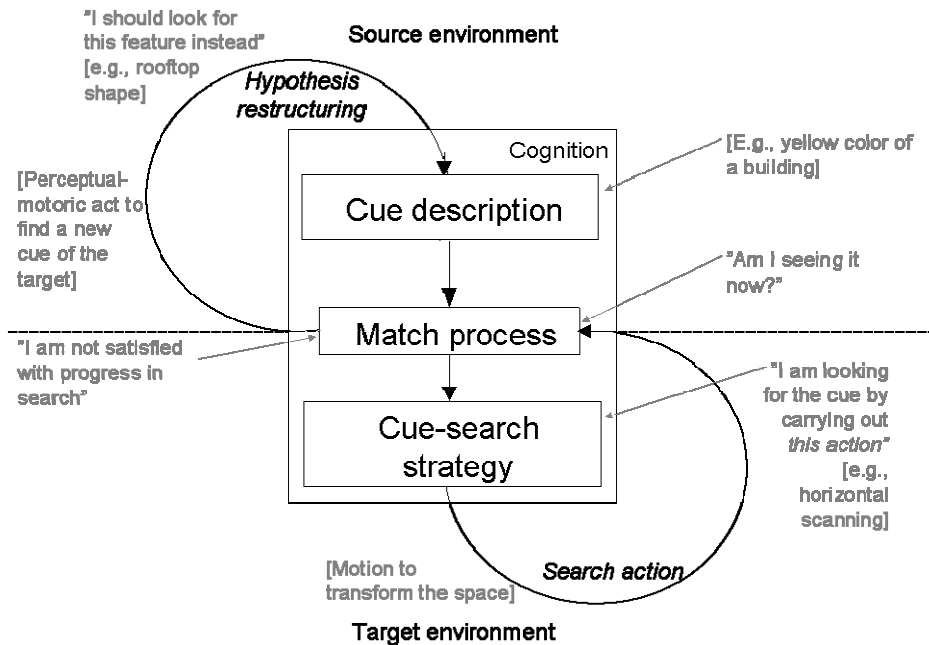 "I should look for
this feature instead"
[e.g., rooftop
shape]
Source environment
Hypothesis
restructuring
Cognition
[E.g., yellow color of
a building]
Cue description
[Perceptual-
motoric act to
find a new
cue of the
target]
"Am I seeing it
now?"
Match process
"I am not satisfied
with progress in
search"
"I am looking
for the cue by
carrying out
this action"
[e.g.,
horizontal
scanning]
Cue-search
strategy
[Motion to
transform the space]
Search action
Target environment